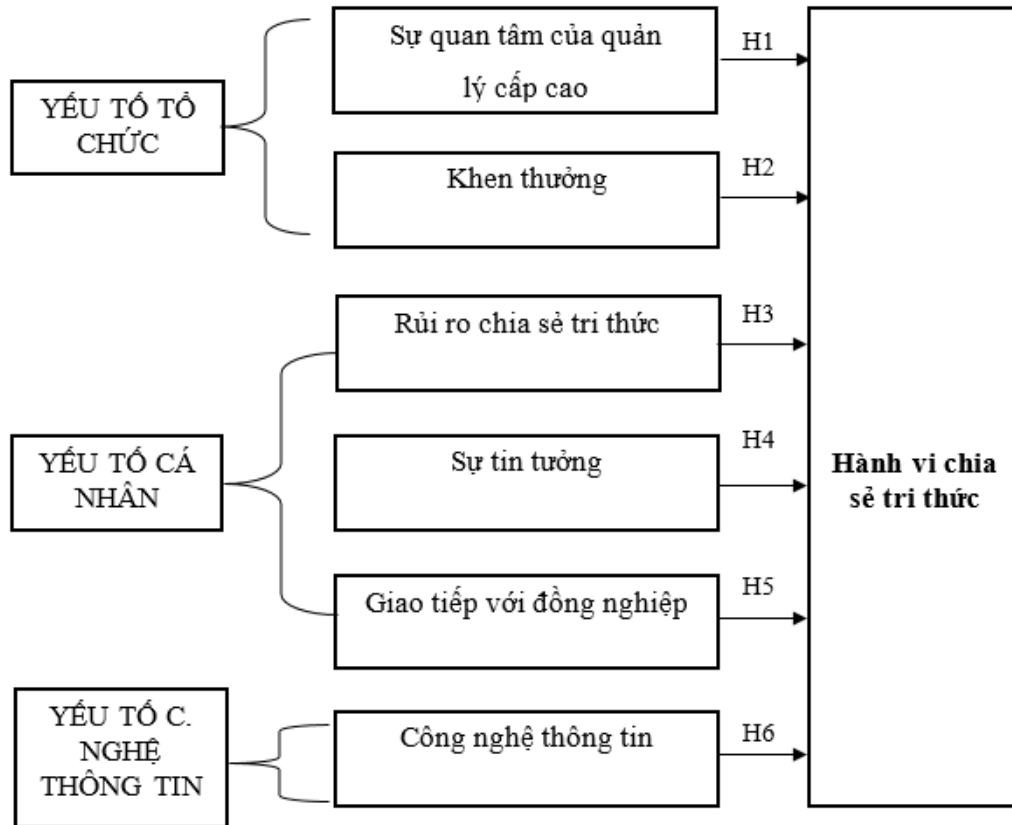 Sự quan tâm của quản
lý cấp cao
H1
YẾU TỐ TỔ
CHỨC
Khen thưởng
H2
Rủi ro chia sẻ tri thức
H3
YẾU TỐ CÁ
NHÂN
Sự tin tưởng
H4
Hành vi chia
sẻ tri thức
Giao tiếp với đồng nghiệp
H5
YẾU TỐ C.
NGHỆ
THÔNG TIN
Công nghệ thông tin
H6